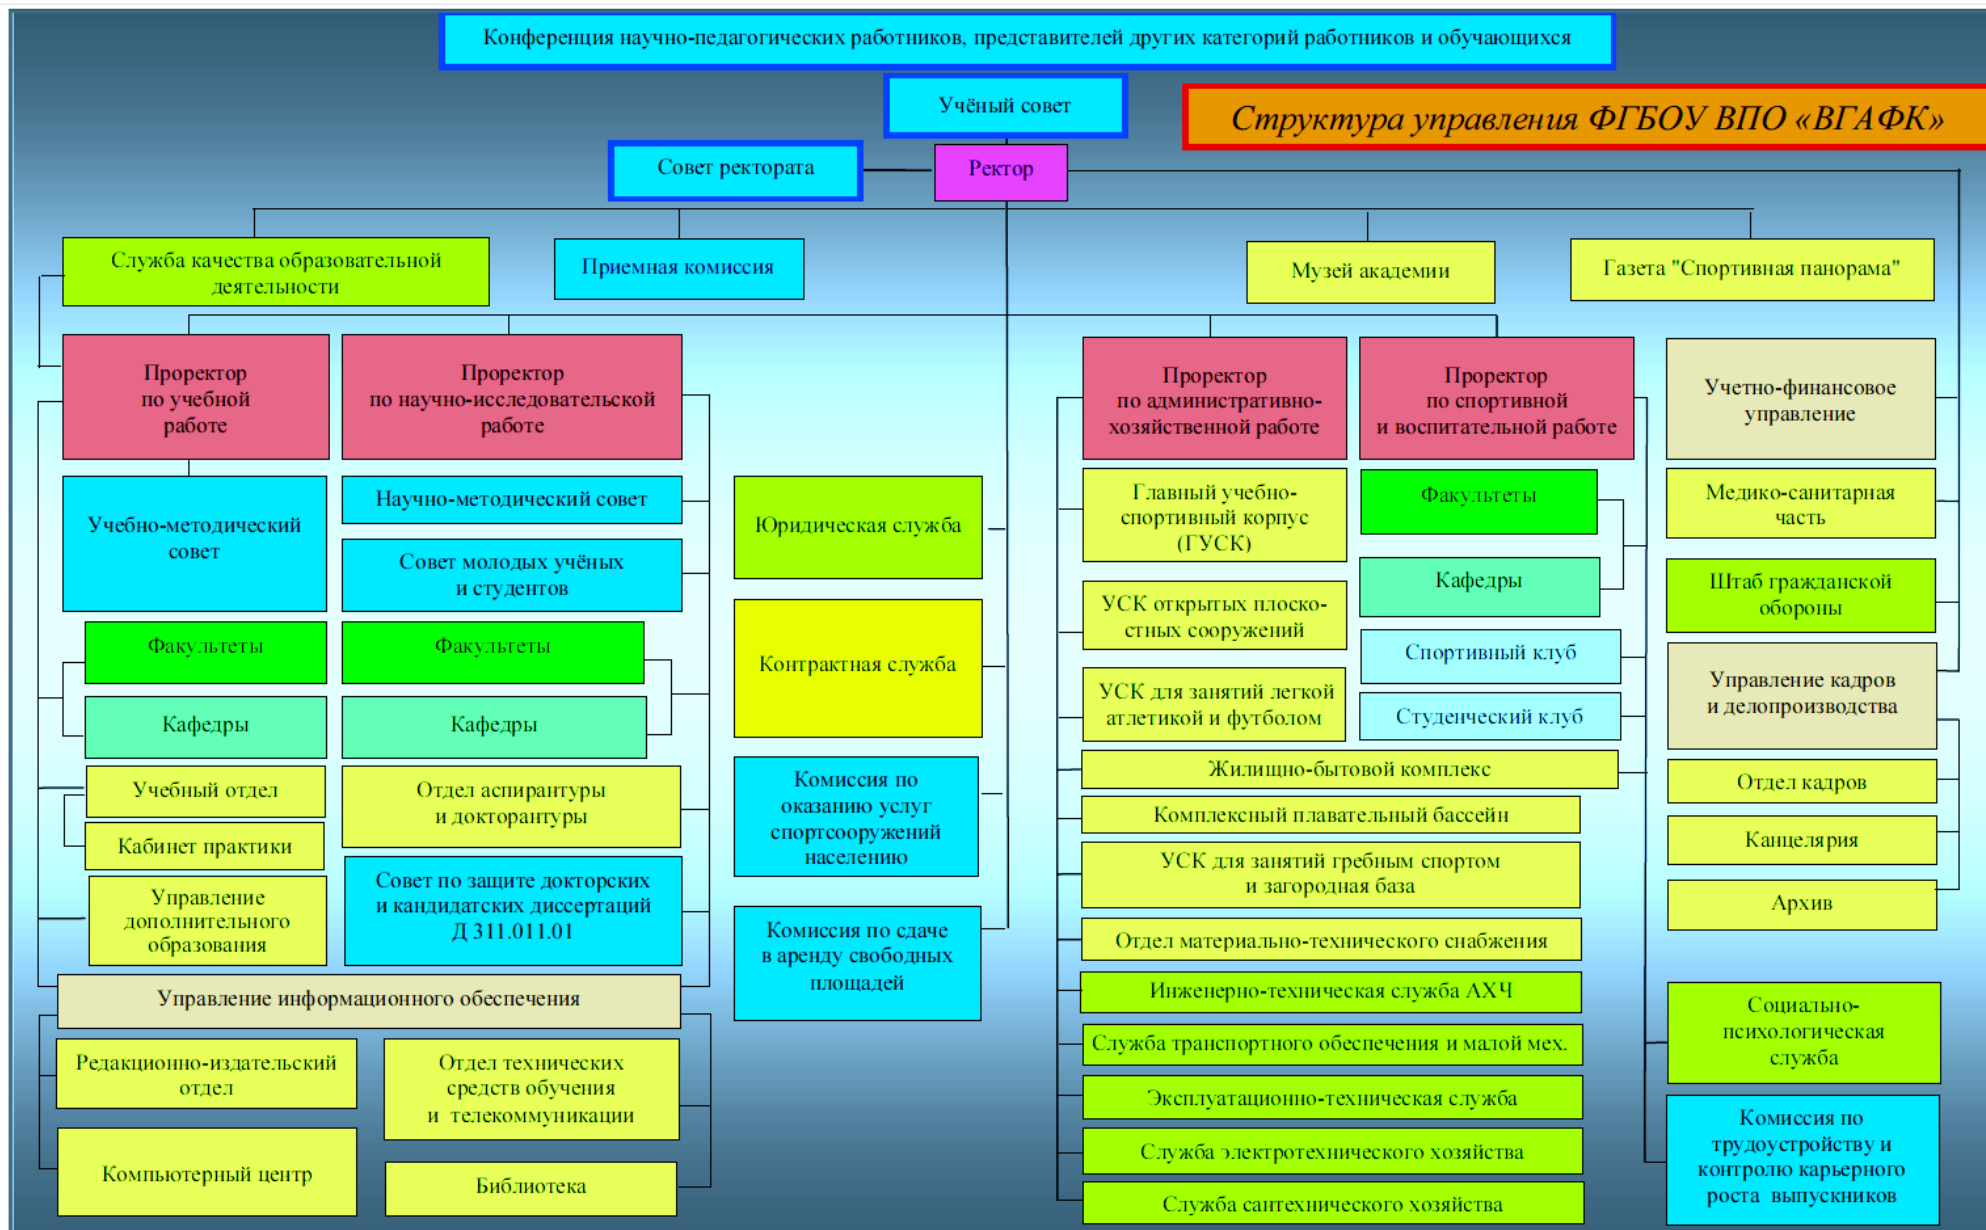 Конференция научно-педагогических работников, представителей других категорий работников и обучающихся
Учёный совет
Структура управления ФГБОУ ВПО «ВГАФК»
Совет ректората
Ректор
Служба качества образовательной
деятельности
Приемная комиссия
Музей академии
Газета "Спортивная панорама"
Проректор
по учебной
работе
Проректор
по научно-исследовательской
работе
Проректор
по административно-
хозяйственной работе
Проректор
по спортивной
и воспитательной работе
Учетно-финансовое
управление
Учебно-методический
совет
Научно-методический совет
Совет молодых учёных
и студентов
Факультеты
Кафедры
Факультеты
Кафедры
Учебный отдел
Кабинет практики
Управление
дополнительного
образования
Отдел аспирантуры
и докторантуры
Совет по защите докторских
и кандидатских диссертаций
Д 311.011.01
Управление информационного обеспечения
Редакционно-издательский
отдел
Компьютерный центр
Отдел технических
средств обучения
и телекоммуникации
Библиотека
Юридическая служба
Контрактная служба
Комиссия по
оказанию услуг
спортсооружений
населению
Комиссия по сдаче
в аренду свободных
площадей
Главный учебно-
спортивный корпус
(ГУСК)
УСК открытых плоско-
стных сооружений
УСК для занятий легкой
атлетикой и футболом
Факультеты
Кафедры
Спортивный клуб
Студенческий клуб
Жилищно-бытовой комплекс
Комплексный плавательный бассейн
УСК для занятий гребным спортом
и загородная база
Отдел материально-технического снабжения
Инженерно-техническая служба АХЧ
Служба транспортного обеспечения и малой мех.
Эксплуатационно-техническая служба
Служба электротехнического хозяйства
Служба сантехнического хозяйства
Медико-санитарная
часть
Штаб гражданской
обороны
Управление кадров
и делопроизводства
Отдел кадров
Канцелярия
Архив
Социально-
психологическая
служба
Комиссия по
трудоустройству и
контролю карьерного
роста выпускников